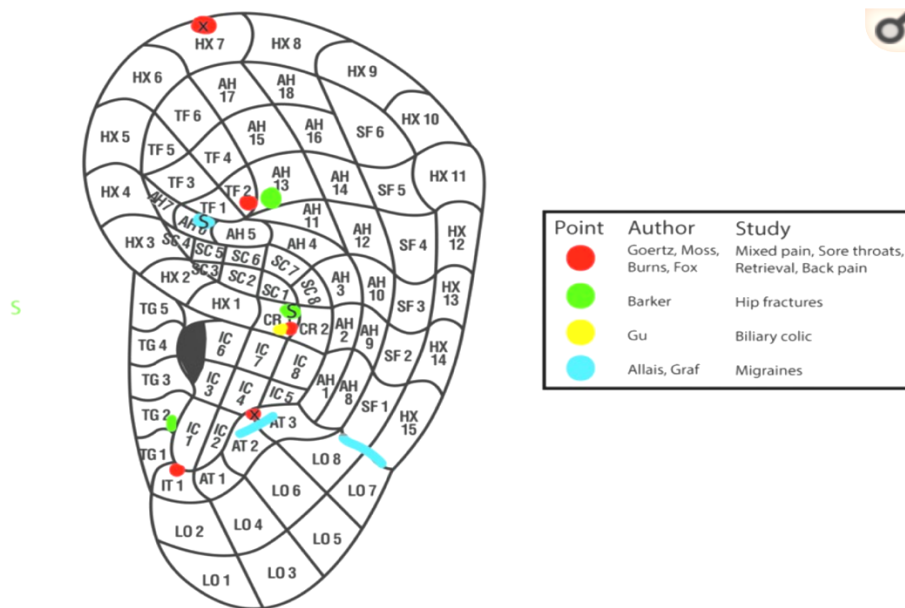 X
HX 7
HX 8
HX 6
HX 9
AH
17
AH
18
HX 10
TF 6
SF 6
HX 5
AH
15
AH
16
TF 5
TF 4
HX 11
TF 3
AH
13
HX 4
TF 2
AH
14
SF 5
AH7
TF 1
AH
11
S
AH 6
AH 5
AH
12
HX
12
HX 3
SC 4
SC 5
SC 6
AH 4
SF 4
SC 3
SC 2
SC 7
HX 2
AH
3
AH
10
HX
13
SC 1
SC 8
SF 3
S
TG 5
HX 1
S
CR 1
CR 2
AH
2
AH
9
TG 4
IC
6
IC
7
SF 2
HX
14
IC
8
TG 3
IC
3
IC
4
IC 5
AH
1
AH
8
SF 1
HX
15
TG 2
X
IC
1
IC
2
AT 3
AT 2
TG 1
LO 8
IT 1
AT 1
LO 6
LO 7
LO 2
LO 4
LO 5
LO 1
LO 3
Point Author Study
Goertz, Moss, Mixed pain, Sore throats,
Burns, Fox Retrieval, Back pain
Barker Hip fractures
Gu Biliary colic
Allais, Graf Migraines